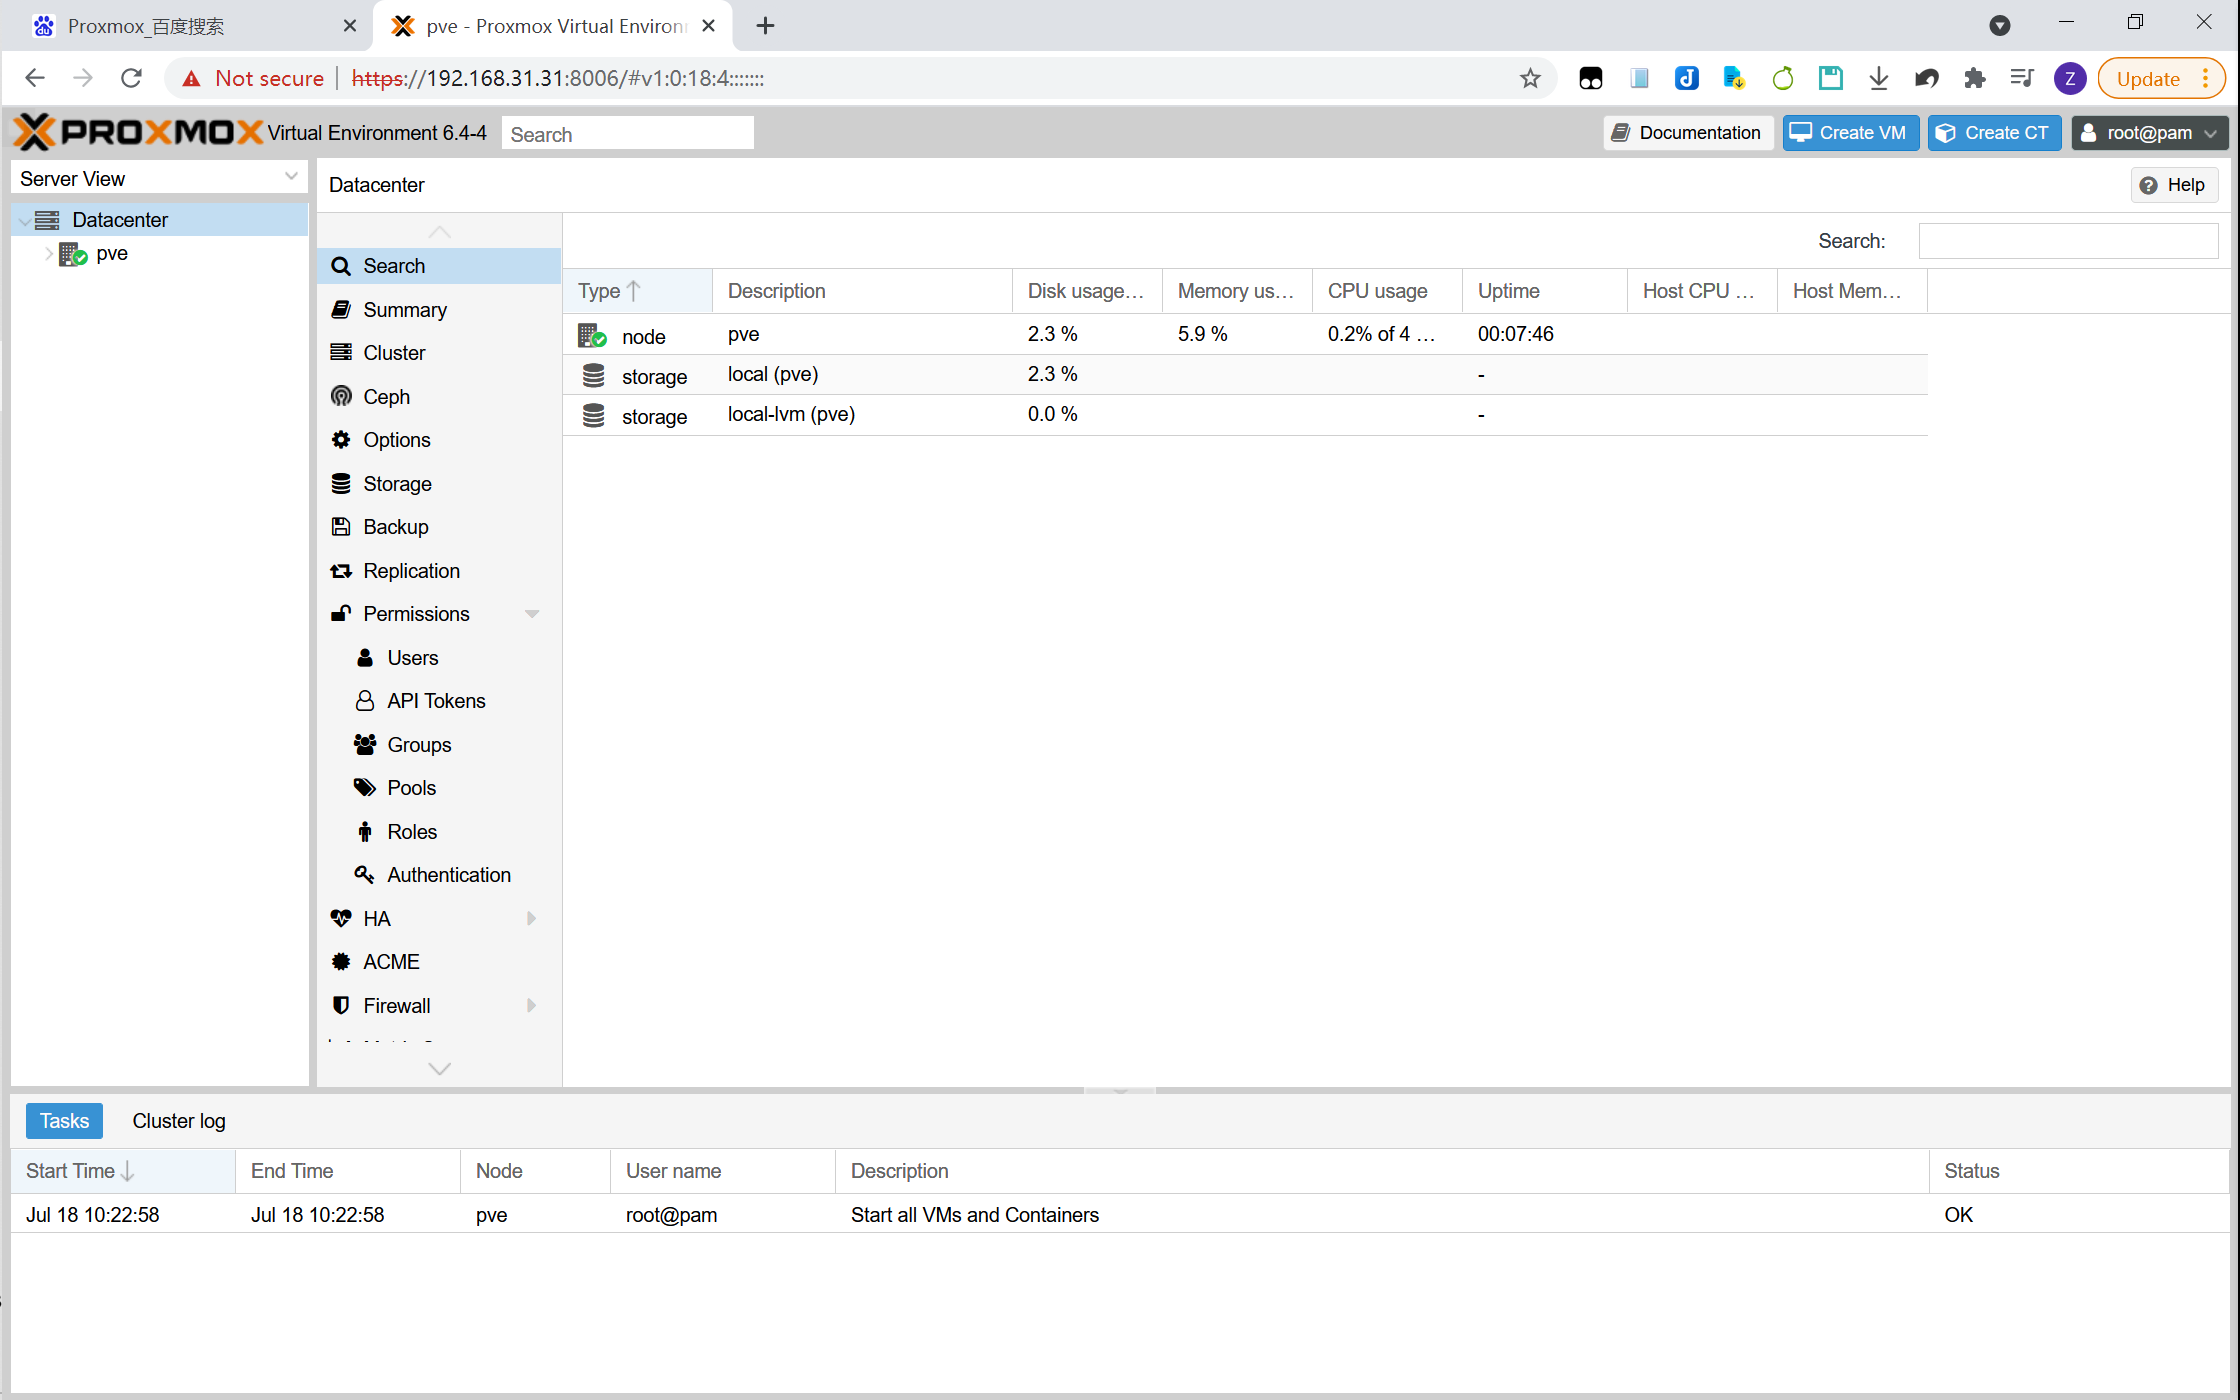 Proxmox_百度搜索
pve - Proxmox Virtual Environ
Not secure https://192.168.31.31:8006/#v1:0:18:4:::::::
Z Update
PROXMOX Virtual Environment 6.4-4 Search Documentation Create VM Create CT root@pam
Server View
Datacenter
pve
Datacenter Help
Search
Summary
Cluster
Ceph
Options
Storage
Backup
Replication
Permissions
Users
API Tokens
Groups
Pools
Roles
Authentication
HA
ACME
Firewall
Search:
Type Description Disk usage... Memory us... CPU usage Uptime Host CPU ... Host Mem...
node pve 2.3 % 5.9 % 0.2% of 4 ... 00:07:46
storage local (pve) 2.3 % -
storage local-lvm (pve) 0.0 % -
Tasks Cluster log
Start Time End Time Node User name Description Status
Jul 18 10:22:58 Jul 18 10:22:58 pve root@pam Start all VMs and Containers OK